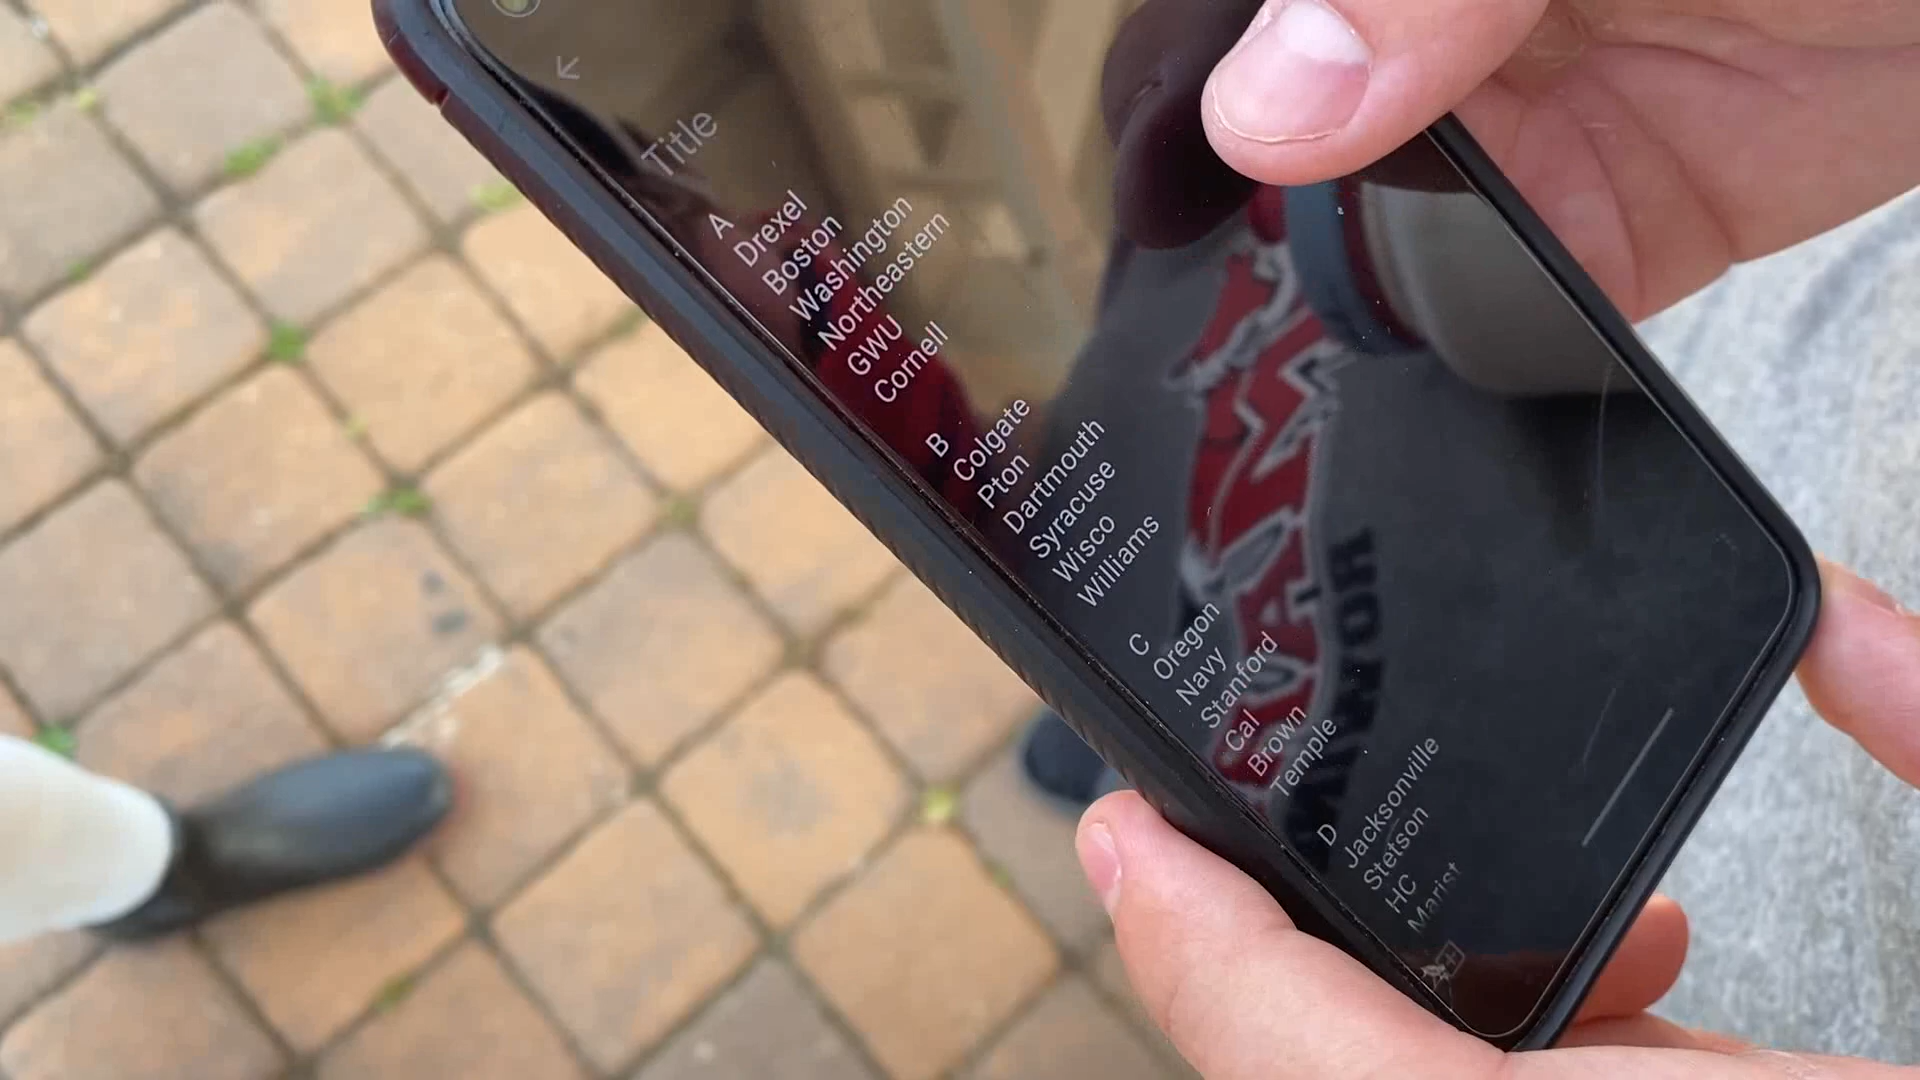 Title
A
Drexel
Boston
Washington
Northeastern
GWU
Cornell
B
Colgate
Pton
Dartmouth
Syracuse
Wisco
Williams
C
Oregon
Navy
Stanford
Cal
Brown
Temple
D
Jacksonville
Stetson
HC
Marist